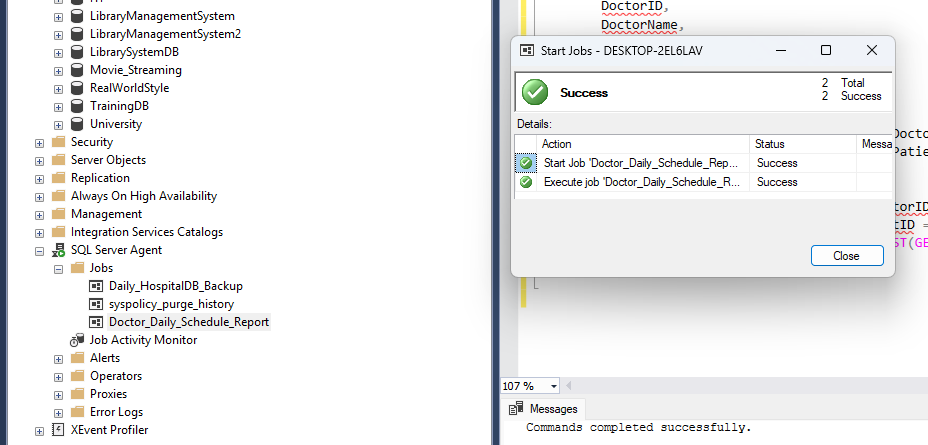 LibraryManagementSystem
LibraryManagementSystem2
LibrarySystemDB
Movie_Streaming
RealWorldStyle
TrainingDB
University
Security
Server Objects
Replication
Always On High Availability
Management
Integration Services Catalogs
SQL Server Agent
Jobs
Daily_HospitalDB_Backup
syspolicy_purge_history
Doctor_Daily_Schedule_Report
Job Activity Monitor
Alerts
Operators
Proxies
Error Logs
XEvent Profiler
DoctorID,
DoctorName,
Start Jobs - DESKTOP-2EL6LAV
Success
2 Total
2 Success
Details:
Action Status Messa
Start Job 'Doctor_Daily_Schedule_Rep... Success
Execute job 'Doctor_Daily_Schedule_R... Success
Close
Docto
Patie
torID
tID =
ST(GE
107 %
Messages
Commands completed successfully.